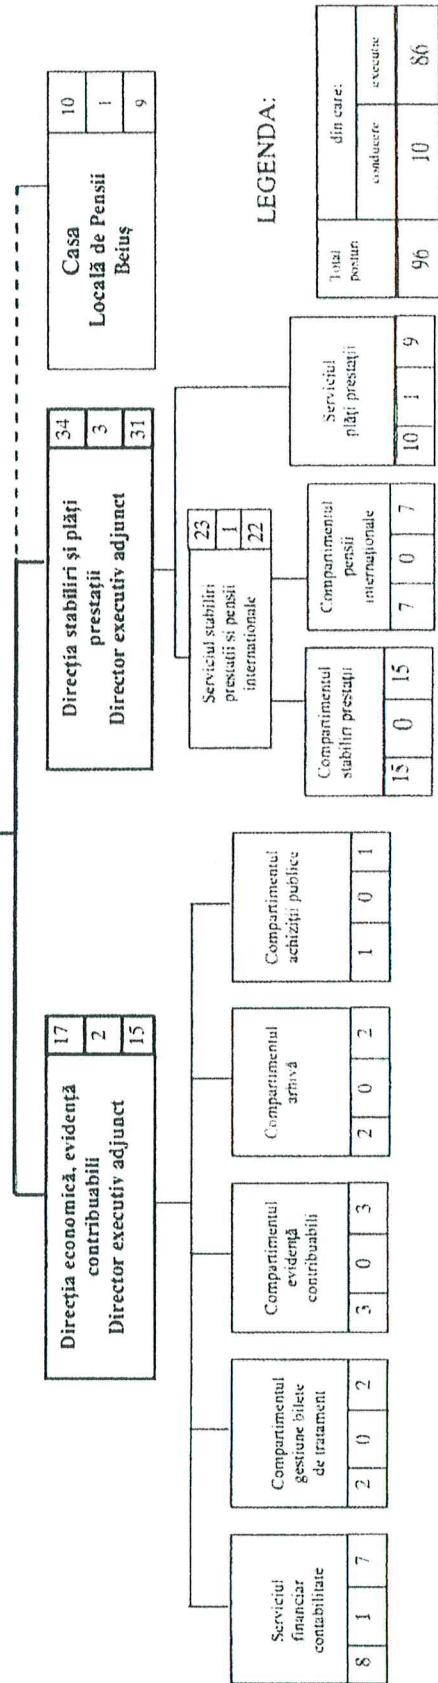 Direcția economică, evidență
contribuabili
Director executiv adjunct
17
2
15
Serviciul
financiar
contabilitate
8 1 7
Compartimentul
gestiune bilete
de tratament
2 0 2
Compartimentul
evidență
contribuabili
3 0 3
Compartimentul
arhivă
2 0 2
Compartimentul
achiziții publice
1 0 1
Direcția stabiliri și plăți
prestații
Director executiv adjunct
34
3
31
Serviciul stabiliri
prestatii si pensii
internationale
23
1
22
Compartimentul
stabiliri prestații
15 0 15
Compartimentul
pensii
internaționale
7 0 7
Serviciul
plăți prestații
10 1 9
Casa
Locală de Pensii
Beiuș
10
1
9
LEGENDA:
Total
posturi
din care:
conducere execuție
96 10 86